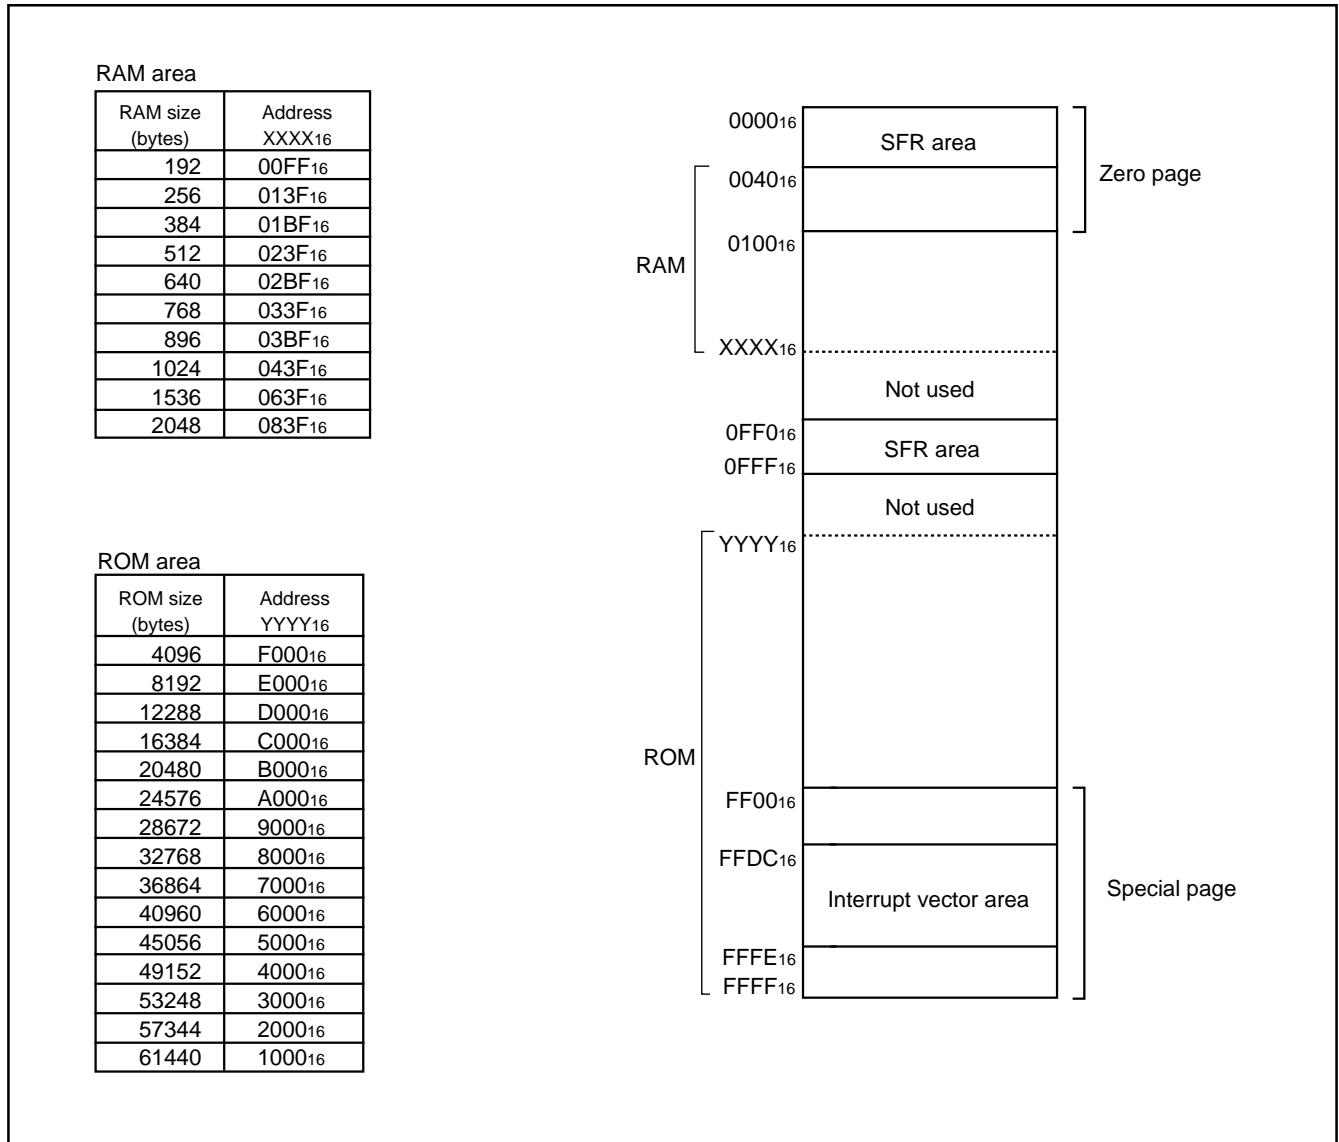 RAM area
RAM size (bytes) Address XXXX16
192 00FF16
256 013F16
384 01BF16
512 023F16
640 02BF16
768 033F16
896 03BF16
1024 043F16
1536 063F16
2048 083F16
ROM area
ROM size (bytes) Address YYYY16
4096 F00016
8192 E00016
12288 D00016
16384 C00016
20480 B00016
24576 A00016
28672 900016
32768 800016
36864 700016
40960 600016
45056 500016
49152 400016
53248 300016
57344 200016
61440 100016
000016
SFR area
Zero page
004016
010016
RAM
XXXX16
Not used
0FF016
SFR area
0FFF16
Not used
YYYY16
ROM
FF0016
FFDC16
Interrupt vector area
Special page
FFFE16
FFFF16